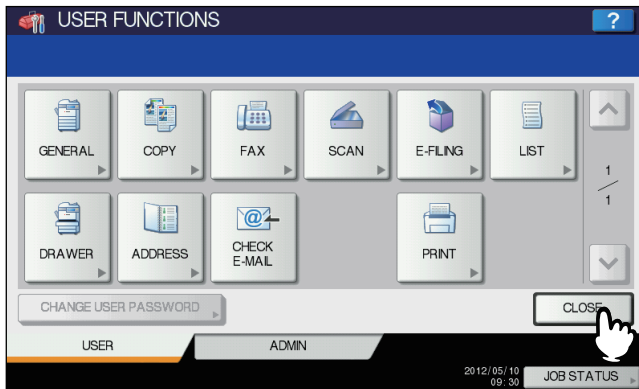 USER FUNCTIONS
?
GENERAL
COPY
FAX
SCAN
E-FILING
LIST
1
1
DRAWER
ADDRESS
CHECK
E-MAIL
PRINT
CHANGE USER PASSWORD
CLOSE
USER
ADMIN
2012/05/10
09:30
JOB STATUS